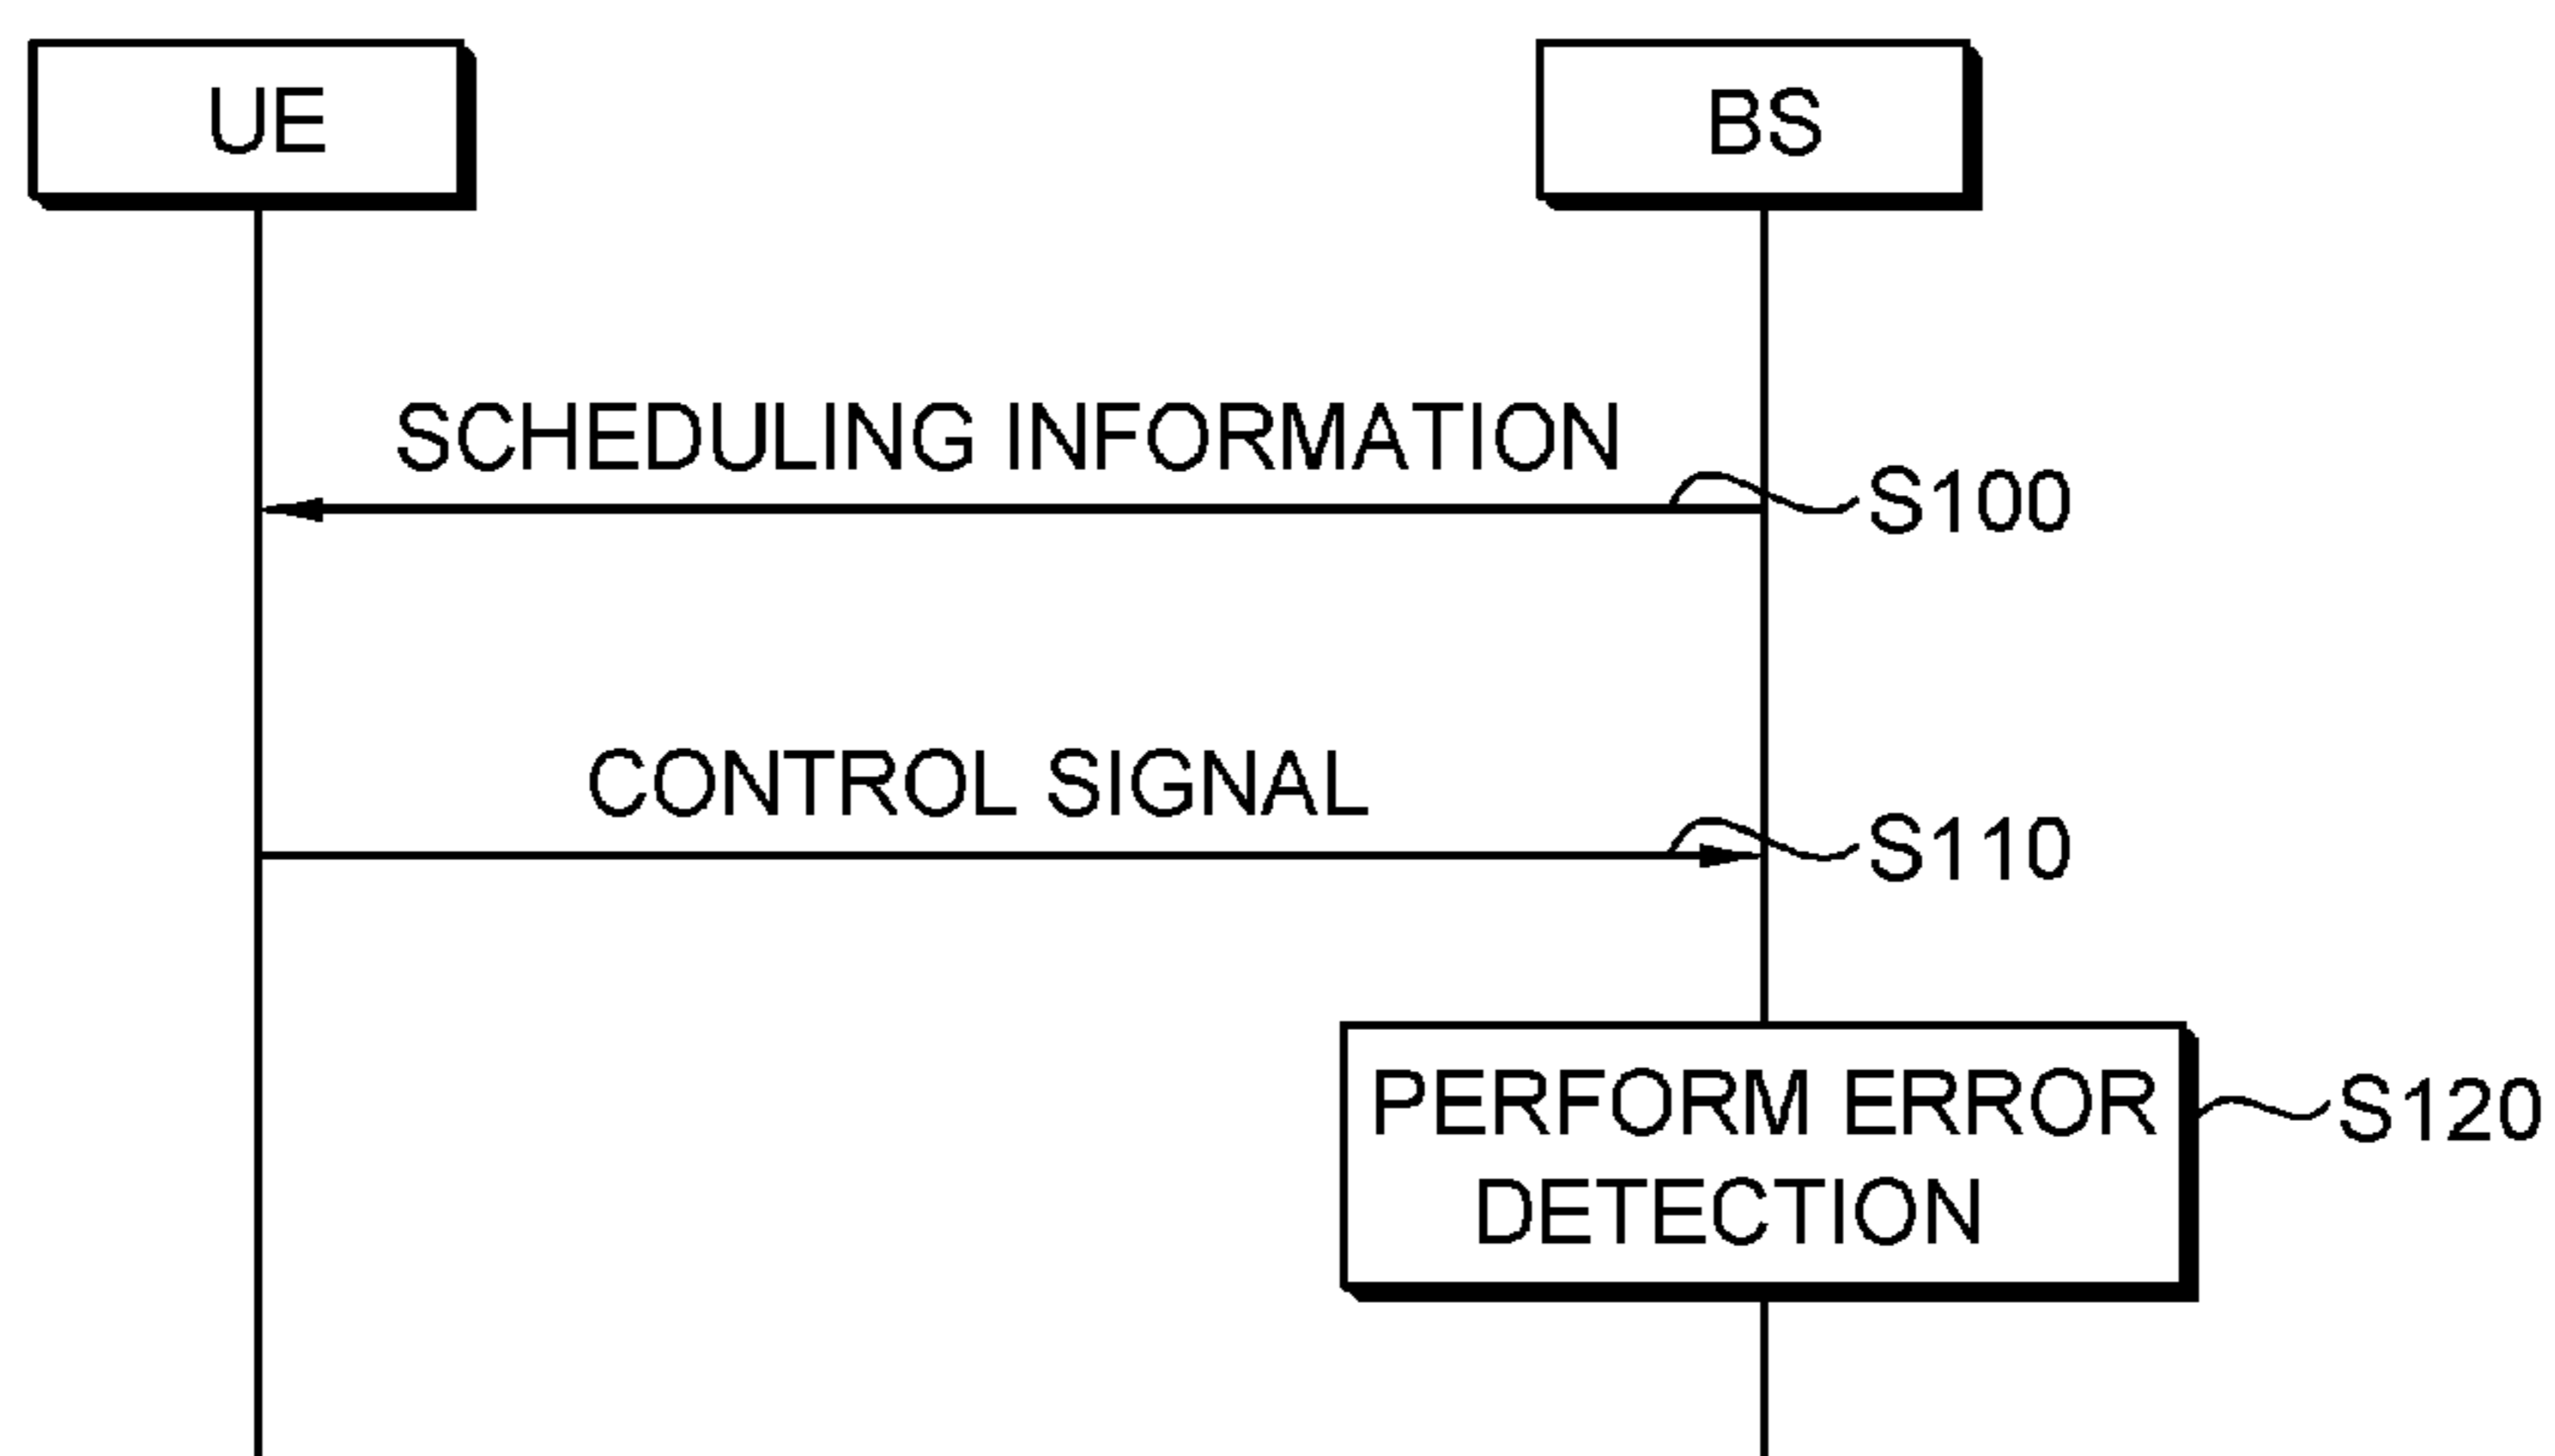 UE
BS
SCHEDULING INFORMATION
S100
CONTROL SIGNAL
S110
PERFORM ERROR
DETECTION
S120